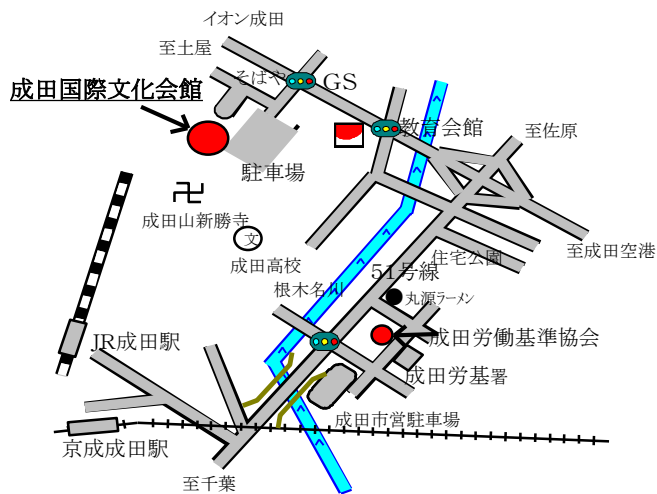 イオン成田
至土屋
そばや
GS
成田国際文化会館
教育会館
至佐原
駐車場
卍
成田山新勝寺
文
成田高校
至成田空港
住宅公園
51号線
根木名川
丸源ラーメン
JR成田駅
成田労働基準協会
成田労基署
成田市営駐車場
京成成田駅
至千葉